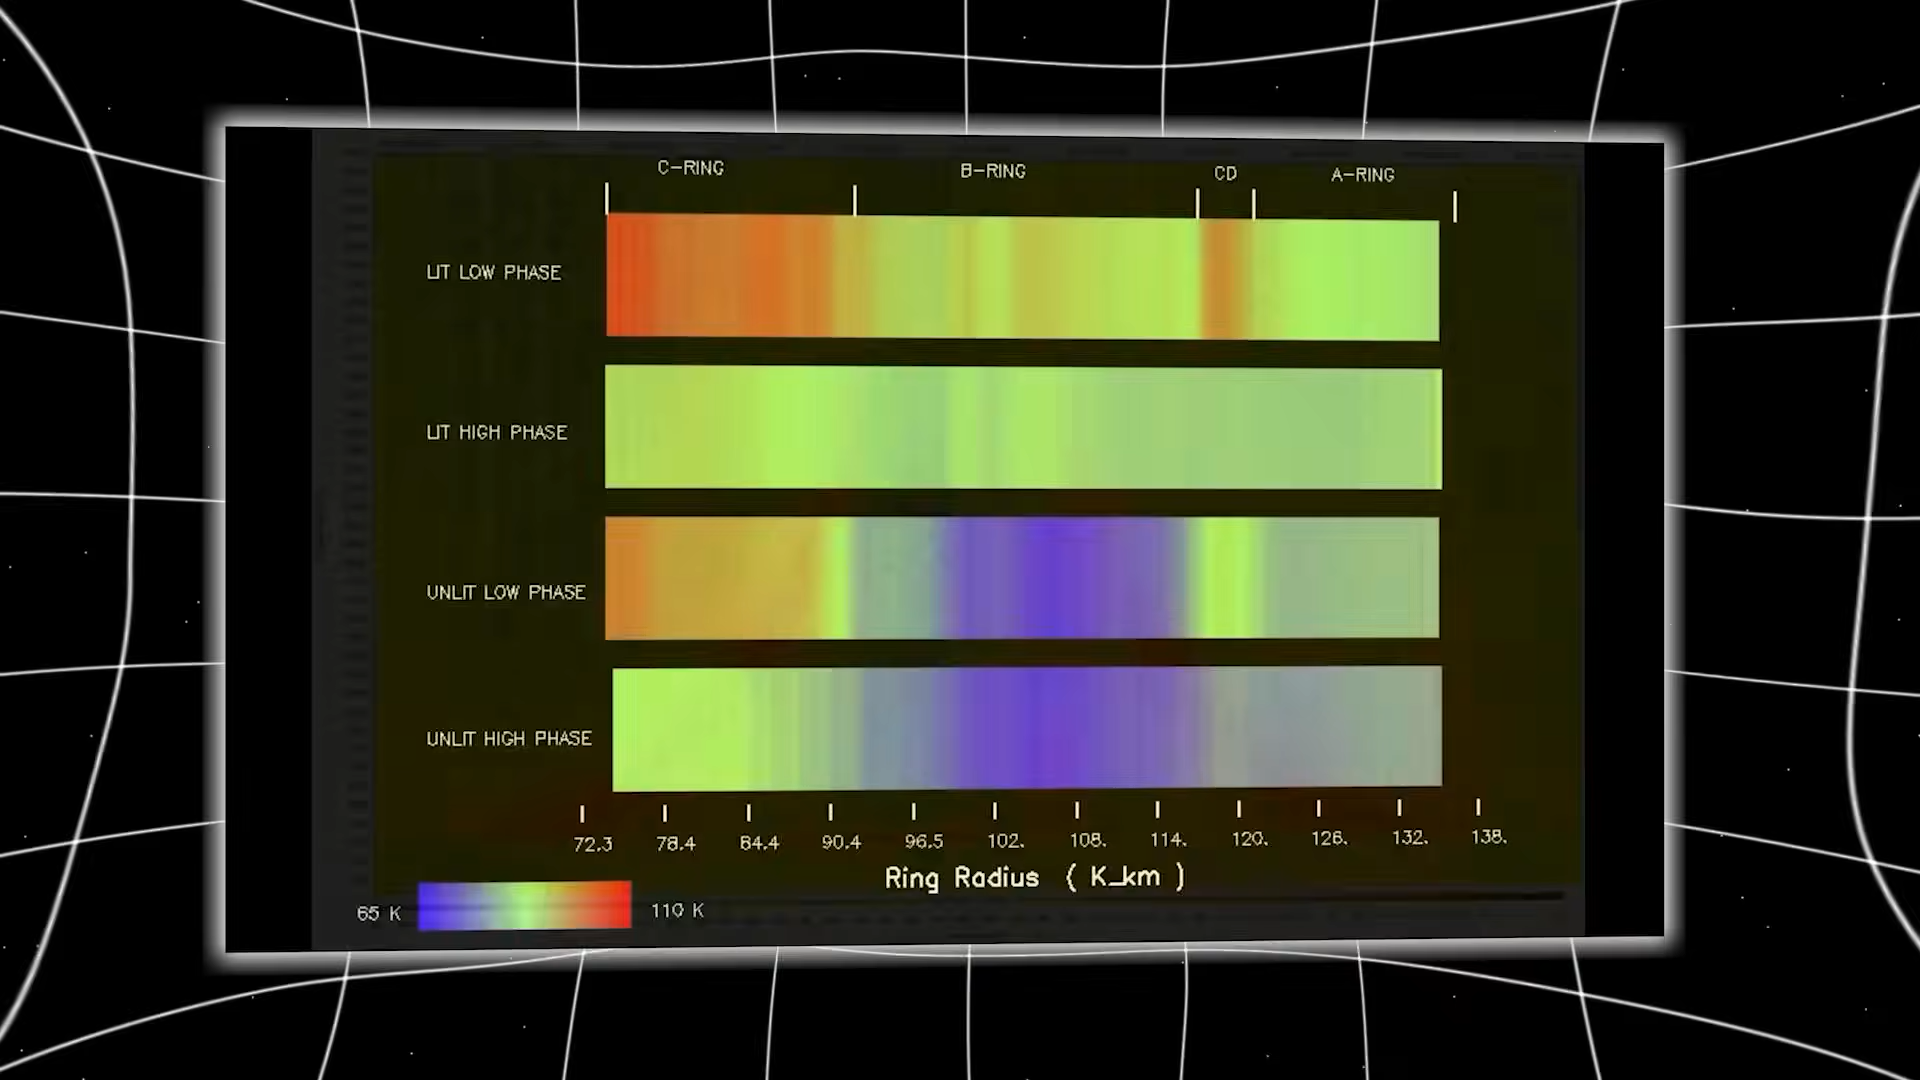 C-RING B-RING CD A-RING
LIT LOW PHASE
LIT HIGH PHASE
UNLIT LOW PHASE
UNLIT HIGH PHASE
72.3 78.4 84.4 90.4 96.5 102. 108. 114. 120. 126. 132. 138.
Ring Radius ( K_km )
65 K 110 K